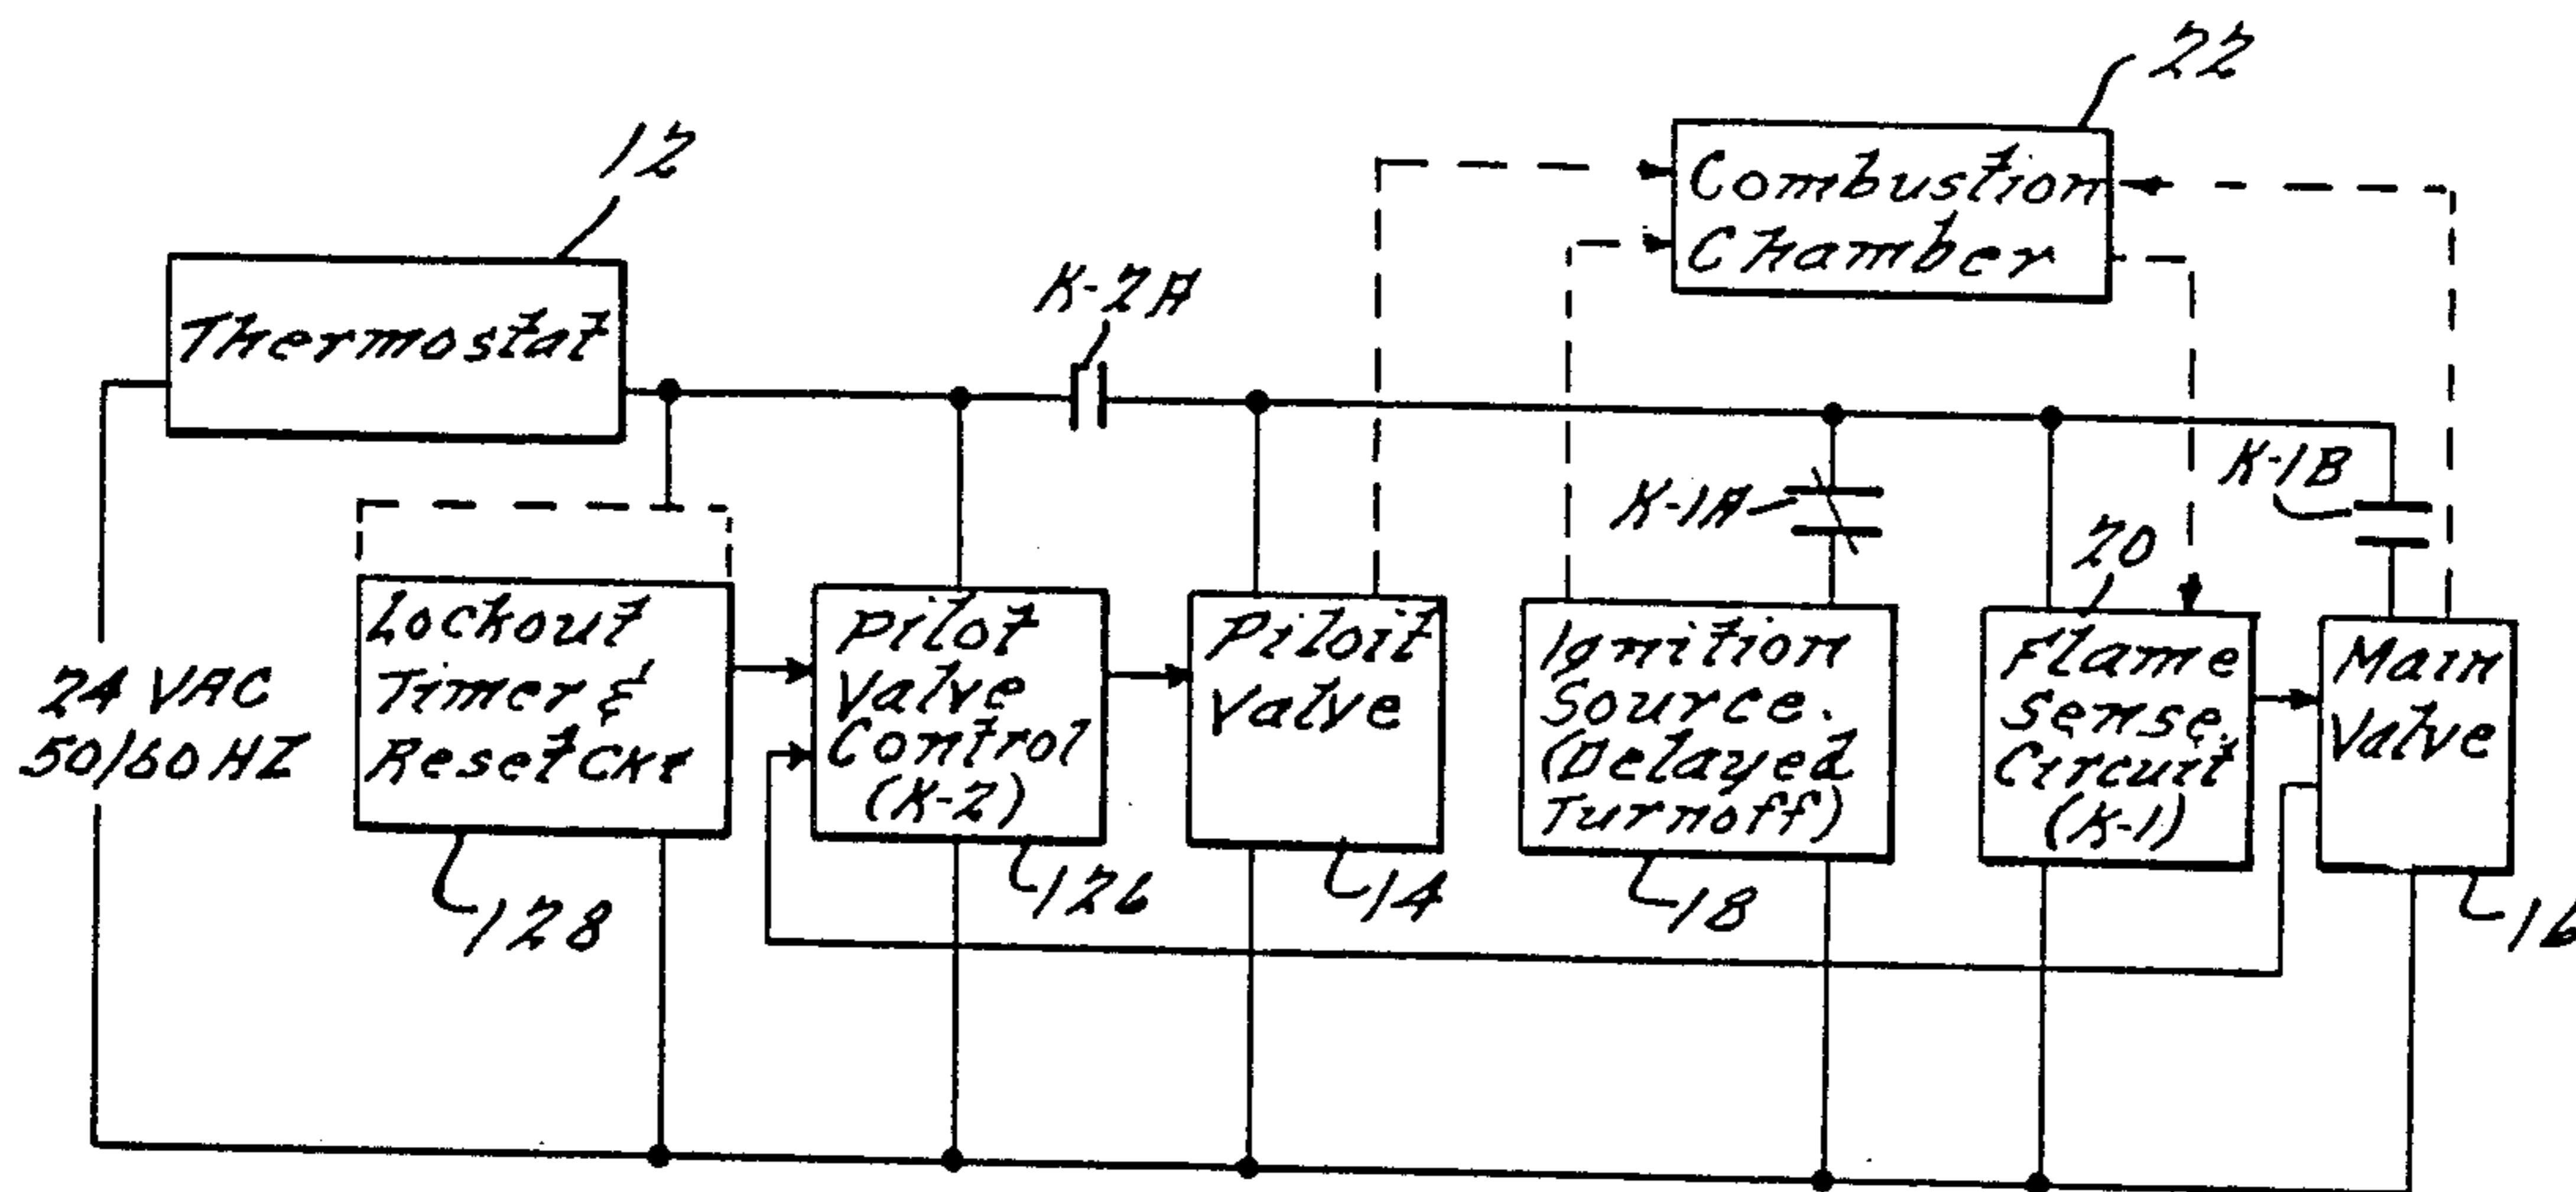 22
12
Combustion
Chamber
K-2A
Thermostat
K-1A
K-1B
20
Lockout
Timer &
Reset Ckt
Pilot
Valve
Control
(K-2)
Piloit
Valve
Ignition
Source.
(Delayed
Turnoff)
Flame
Sense.
Circuit
(K-1)
Main
Valve
24 VAC
50/60 HZ
128
126
14
18
16